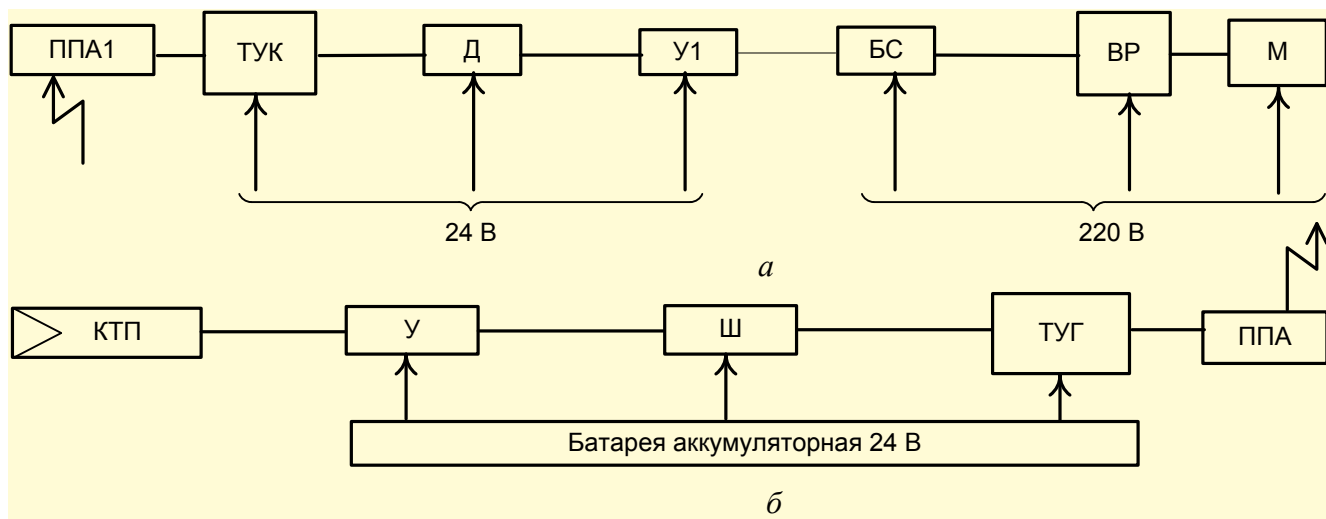 ППА1 ТУК Д У1 БС ВР М
24 В 220 В
а
КТП У Ш ТУГ ППА
Батарея аккумуляторная 24 В
б